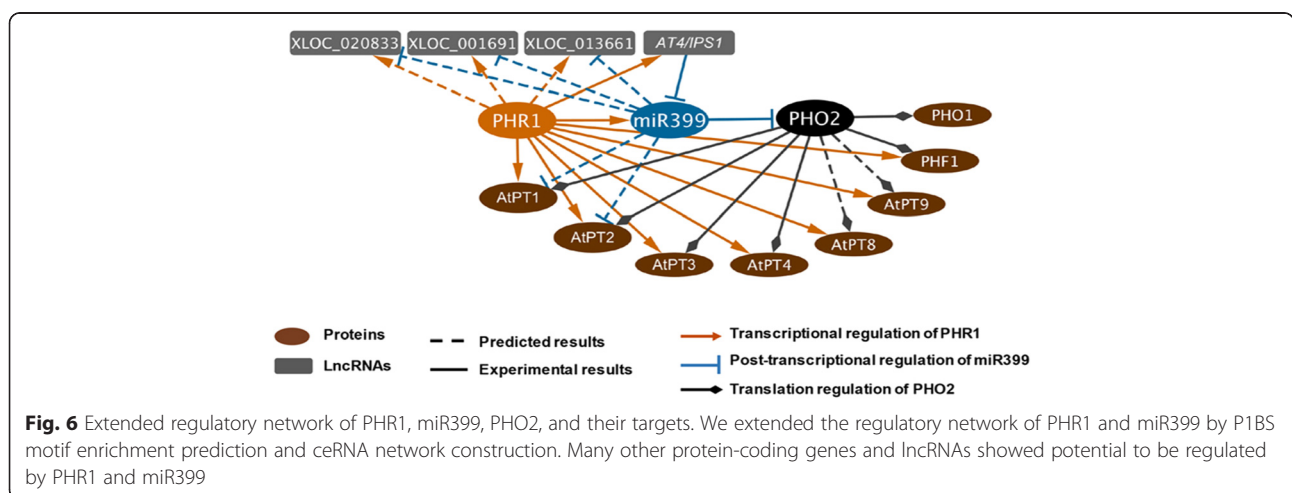 XLOC_020833 XLOC_001691 XLOC_013661 AT4/IPS1
PHR1 miR399 PHO2 PHO1
PHF1
AtPT1 AtPT9
AtPT2 AtPT8
AtPT3 AtPT4
Proteins Predicted results Transcriptional regulation of PHR1
LncRNAs Experimental results Post-transcriptional regulation of miR399
Translation regulation of PHO2
Fig. 6 Extended regulatory network of PHR1, miR399, PHO2, and their targets. We extended the regulatory network of PHR1 and miR399 by P1BS
motif enrichment prediction and ceRNA network construction. Many other protein-coding genes and lncRNAs showed potential to be regulated
by PHR1 and miR399